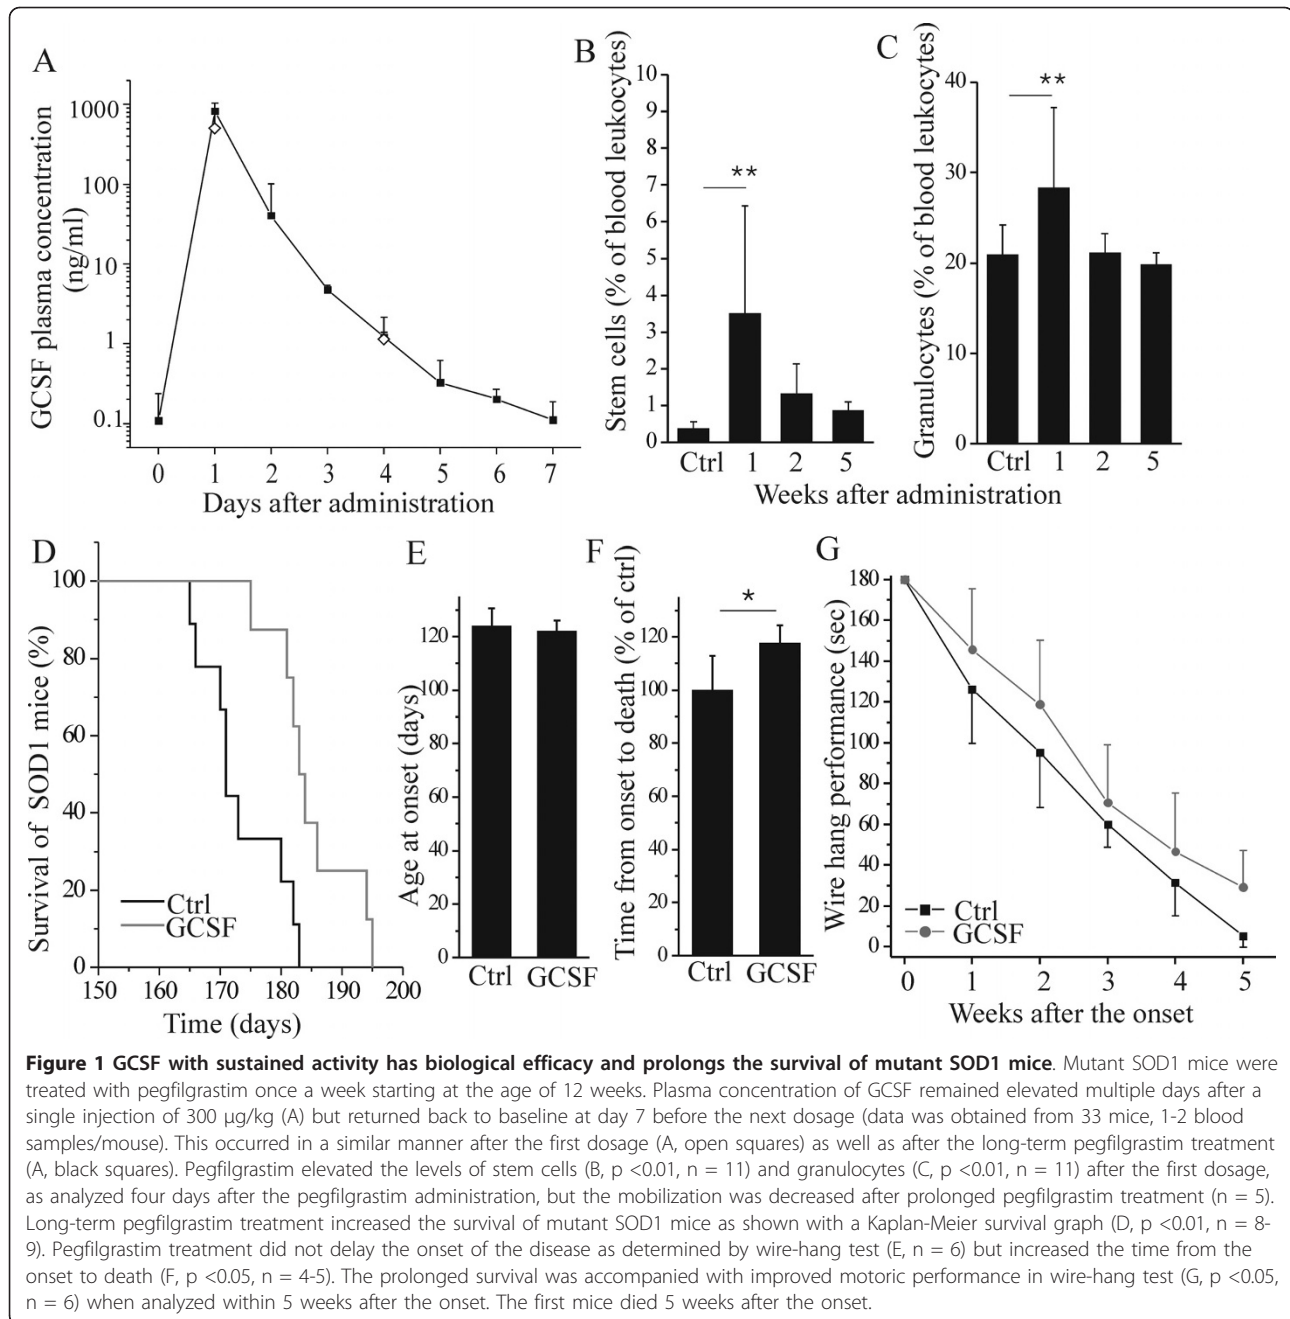 A
GCSF plasma concentration
(ng/ml)
1000
100
10
1
0.1
0 1 2 3 4 5 6 7
Days after administration
B
Stem cells (% of blood leukocytes)
10
9
8
7
6
5
4
3
2
1
0
**
Ctrl 1 2 5
C
Granulocytes (% of blood leukocytes)
40
30
20
10
0
**
Ctrl 1 2 5
Weeks after administration
D
Survival of SOD1 mice (%)
100
80
60
40
20
0
Ctrl
GCSF
150 160 170 180 190 200
Time (days)
E
Age at onset (days)
120
100
80
60
40
20
0
Ctrl GCSF
F
Time from onset to death (% of ctrl)
120
100
80
60
40
20
0
*
Ctrl GCSF
G
Wire hang performance (sec)
180
160
140
120
100
80
60
40
20
0
Ctrl
GCSF
0 1 2 3 4 5
Weeks after the onset
Figure 1 GCSF with sustained activity has biological efficacy and prolongs the survival of mutant SOD1 mice. Mutant SOD1 mice were
treated with pegfilgrastim once a week starting at the age of 12 weeks. Plasma concentration of GCSF remained elevated multiple days after a
single injection of 300 μg/kg (A) but returned back to baseline at day 7 before the next dosage (data was obtained from 33 mice, 1-2 blood
samples/mouse). This occurred in a similar manner after the first dosage (A, open squares) as well as after the long-term pegfilgrastim treatment
(A, black squares). Pegfilgrastim elevated the levels of stem cells (B, p <0.01, n = 11) and granulocytes (C, p <0.01, n = 11) after the first dosage,
as analyzed four days after the pegfilgrastim administration, but the mobilization was decreased after prolonged pegfilgrastim treatment (n = 5).
Long-term pegfilgrastim treatment increased the survival of mutant SOD1 mice as shown with a Kaplan-Meier survival graph (D, p <0.01, n = 8-
9). Pegfilgrastim treatment did not delay the onset of the disease as determined by wire-hang test (E, n = 6) but increased the time from the
onset to death (F, p <0.05, n = 4-5). The prolonged survival was accompanied with improved motoric performance in wire-hang test (G, p <0.05,
n = 6) when analyzed within 5 weeks after the onset. The first mice died 5 weeks after the onset.